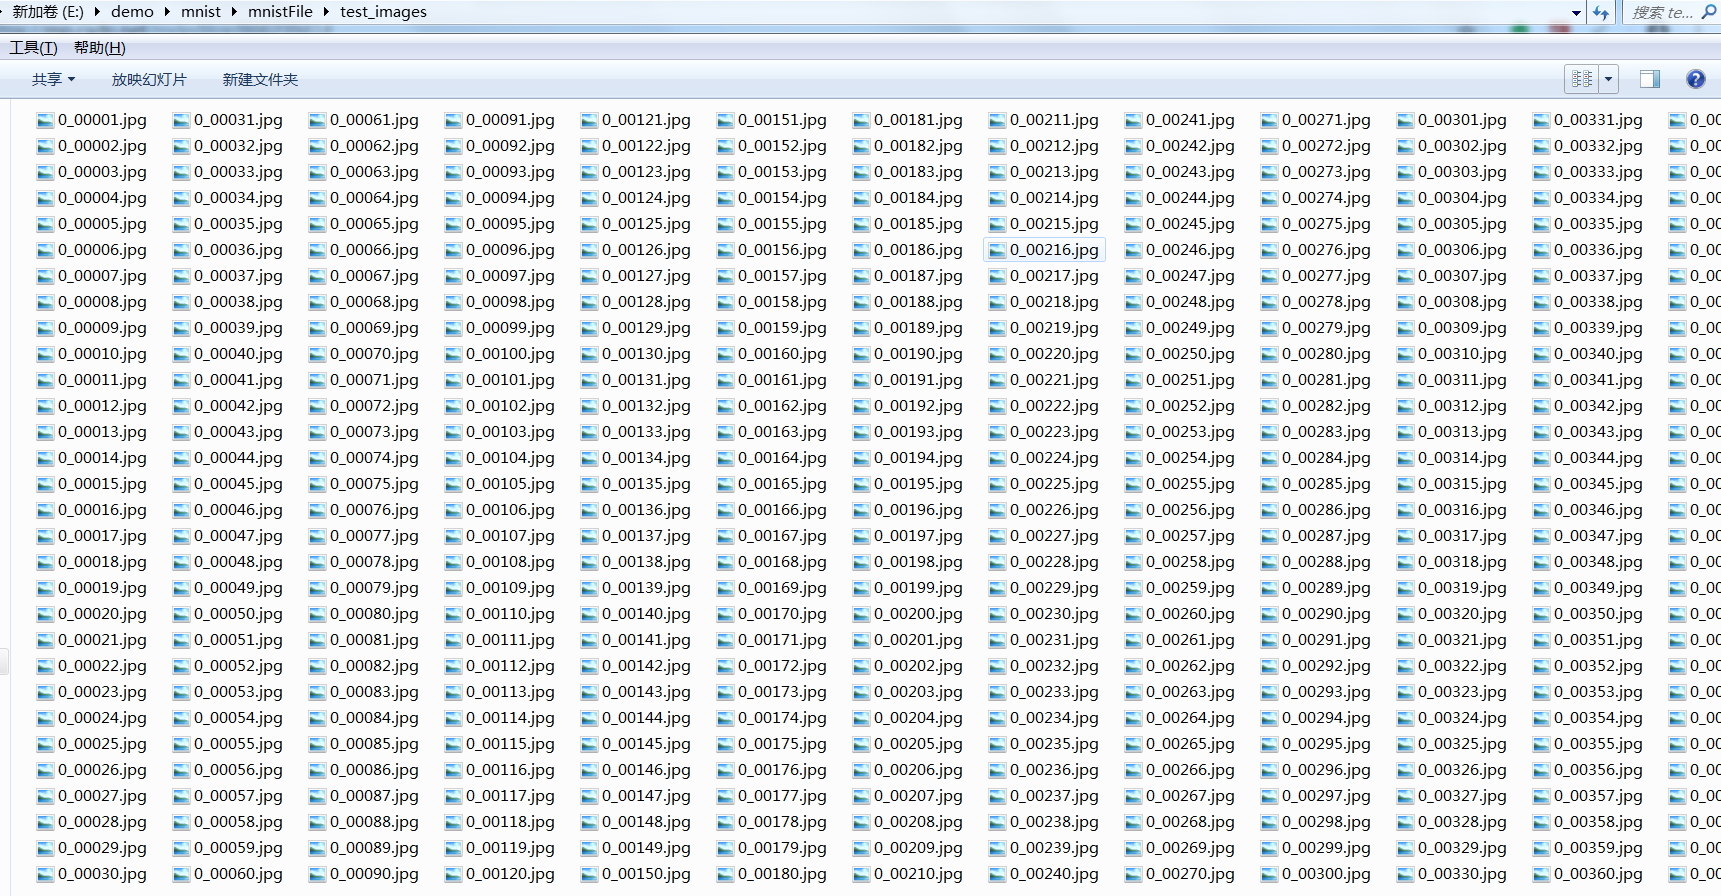 新加卷 (E:) demo mnist mnistFile test_images 搜索 te...
工具(T) 帮助(H)
共享 放映幻灯片 新建文件夹
0_00001.jpg 0_00031.jpg 0_00061.jpg 0_00091.jpg 0_00121.jpg 0_00151.jpg 0_00181.jpg 0_00211.jpg 0_00241.jpg 0_00271.jpg 0_00301.jpg 0_00331.jpg
0_00002.jpg 0_00032.jpg 0_00062.jpg 0_00092.jpg 0_00122.jpg 0_00152.jpg 0_00182.jpg 0_00212.jpg 0_00242.jpg 0_00272.jpg 0_00302.jpg 0_00332.jpg
0_00003.jpg 0_00033.jpg 0_00063.jpg 0_00093.jpg 0_00123.jpg 0_00153.jpg 0_00183.jpg 0_00213.jpg 0_00243.jpg 0_00273.jpg 0_00303.jpg 0_00333.jpg
0_00004.jpg 0_00034.jpg 0_00064.jpg 0_00094.jpg 0_00124.jpg 0_00154.jpg 0_00184.jpg 0_00214.jpg 0_00244.jpg 0_00274.jpg 0_00304.jpg 0_00334.jpg
0_00005.jpg 0_00035.jpg 0_00065.jpg 0_00095.jpg 0_00125.jpg 0_00155.jpg 0_00185.jpg 0_00215.jpg 0_00245.jpg 0_00275.jpg 0_00305.jpg 0_00335.jpg
0_00006.jpg 0_00036.jpg 0_00066.jpg 0_00096.jpg 0_00126.jpg 0_00156.jpg 0_00186.jpg 0_00216.jpg 0_00246.jpg 0_00276.jpg 0_00306.jpg 0_00336.jpg
0_00007.jpg 0_00037.jpg 0_00067.jpg 0_00097.jpg 0_00127.jpg 0_00157.jpg 0_00187.jpg 0_00217.jpg 0_00247.jpg 0_00277.jpg 0_00307.jpg 0_00337.jpg
0_00008.jpg 0_00038.jpg 0_00068.jpg 0_00098.jpg 0_00128.jpg 0_00158.jpg 0_00188.jpg 0_00218.jpg 0_00248.jpg 0_00278.jpg 0_00308.jpg 0_00338.jpg
0_00009.jpg 0_00039.jpg 0_00069.jpg 0_00099.jpg 0_00129.jpg 0_00159.jpg 0_00189.jpg 0_00219.jpg 0_00249.jpg 0_00279.jpg 0_00309.jpg 0_00339.jpg
0_00010.jpg 0_00040.jpg 0_00070.jpg 0_00100.jpg 0_00130.jpg 0_00160.jpg 0_00190.jpg 0_00220.jpg 0_00250.jpg 0_00280.jpg 0_00310.jpg 0_00340.jpg
0_00011.jpg 0_00041.jpg 0_00071.jpg 0_00101.jpg 0_00131.jpg 0_00161.jpg 0_00191.jpg 0_00221.jpg 0_00251.jpg 0_00281.jpg 0_00311.jpg 0_00341.jpg
0_00012.jpg 0_00042.jpg 0_00072.jpg 0_00102.jpg 0_00132.jpg 0_00162.jpg 0_00192.jpg 0_00222.jpg 0_00252.jpg 0_00282.jpg 0_00312.jpg 0_00342.jpg
0_00013.jpg 0_00043.jpg 0_00073.jpg 0_00103.jpg 0_00133.jpg 0_00163.jpg 0_00193.jpg 0_00223.jpg 0_00253.jpg 0_00283.jpg 0_00313.jpg 0_00343.jpg
0_00014.jpg 0_00044.jpg 0_00074.jpg 0_00104.jpg 0_00134.jpg 0_00164.jpg 0_00194.jpg 0_00224.jpg 0_00254.jpg 0_00284.jpg 0_00314.jpg 0_00344.jpg
0_00015.jpg 0_00045.jpg 0_00075.jpg 0_00105.jpg 0_00135.jpg 0_00165.jpg 0_00195.jpg 0_00225.jpg 0_00255.jpg 0_00285.jpg 0_00315.jpg 0_00345.jpg
0_00016.jpg 0_00046.jpg 0_00076.jpg 0_00106.jpg 0_00136.jpg 0_00166.jpg 0_00196.jpg 0_00226.jpg 0_00256.jpg 0_00286.jpg 0_00316.jpg 0_00346.jpg
0_00017.jpg 0_00047.jpg 0_00077.jpg 0_00107.jpg 0_00137.jpg 0_00167.jpg 0_00197.jpg 0_00227.jpg 0_00257.jpg 0_00287.jpg 0_00317.jpg 0_00347.jpg
0_00018.jpg 0_00048.jpg 0_00078.jpg 0_00108.jpg 0_00138.jpg 0_00168.jpg 0_00198.jpg 0_00228.jpg 0_00258.jpg 0_00288.jpg 0_00318.jpg 0_00348.jpg
0_00019.jpg 0_00049.jpg 0_00079.jpg 0_00109.jpg 0_00139.jpg 0_00169.jpg 0_00199.jpg 0_00229.jpg 0_00259.jpg 0_00289.jpg 0_00319.jpg 0_00349.jpg
0_00020.jpg 0_00050.jpg 0_00080.jpg 0_00110.jpg 0_00140.jpg 0_00170.jpg 0_00200.jpg 0_00230.jpg 0_00260.jpg 0_00290.jpg 0_00320.jpg 0_00350.jpg
0_00021.jpg 0_00051.jpg 0_00081.jpg 0_00111.jpg 0_00141.jpg 0_00171.jpg 0_00201.jpg 0_00231.jpg 0_00261.jpg 0_00291.jpg 0_00321.jpg 0_00351.jpg
0_00022.jpg 0_00052.jpg 0_00082.jpg 0_00112.jpg 0_00142.jpg 0_00172.jpg 0_00202.jpg 0_00232.jpg 0_00262.jpg 0_00292.jpg 0_00322.jpg 0_00352.jpg
0_00023.jpg 0_00053.jpg 0_00083.jpg 0_00113.jpg 0_00143.jpg 0_00173.jpg 0_00203.jpg 0_00233.jpg 0_00263.jpg 0_00293.jpg 0_00323.jpg 0_00353.jpg
0_00024.jpg 0_00054.jpg 0_00084.jpg 0_00114.jpg 0_00144.jpg 0_00174.jpg 0_00204.jpg 0_00234.jpg 0_00264.jpg 0_00294.jpg 0_00324.jpg 0_00354.jpg
0_00025.jpg 0_00055.jpg 0_00085.jpg 0_00115.jpg 0_00145.jpg 0_00175.jpg 0_00205.jpg 0_00235.jpg 0_00265.jpg 0_00295.jpg 0_00325.jpg 0_00355.jpg
0_00026.jpg 0_00056.jpg 0_00086.jpg 0_00116.jpg 0_00146.jpg 0_00176.jpg 0_00206.jpg 0_00236.jpg 0_00266.jpg 0_00296.jpg 0_00326.jpg 0_00356.jpg
0_00027.jpg 0_00057.jpg 0_00087.jpg 0_00117.jpg 0_00147.jpg 0_00177.jpg 0_00207.jpg 0_00237.jpg 0_00267.jpg 0_00297.jpg 0_00327.jpg 0_00357.jpg
0_00028.jpg 0_00058.jpg 0_00088.jpg 0_00118.jpg 0_00148.jpg 0_00178.jpg 0_00208.jpg 0_00238.jpg 0_00268.jpg 0_00298.jpg 0_00328.jpg 0_00358.jpg
0_00029.jpg 0_00059.jpg 0_00089.jpg 0_00119.jpg 0_00149.jpg 0_00179.jpg 0_00209.jpg 0_00239.jpg 0_00269.jpg 0_00299.jpg 0_00329.jpg 0_00359.jpg
0_00030.jpg 0_00060.jpg 0_00090.jpg 0_00120.jpg 0_00150.jpg 0_00180.jpg 0_00210.jpg 0_00240.jpg 0_00270.jpg 0_00300.jpg 0_00330.jpg 0_00360.jpg